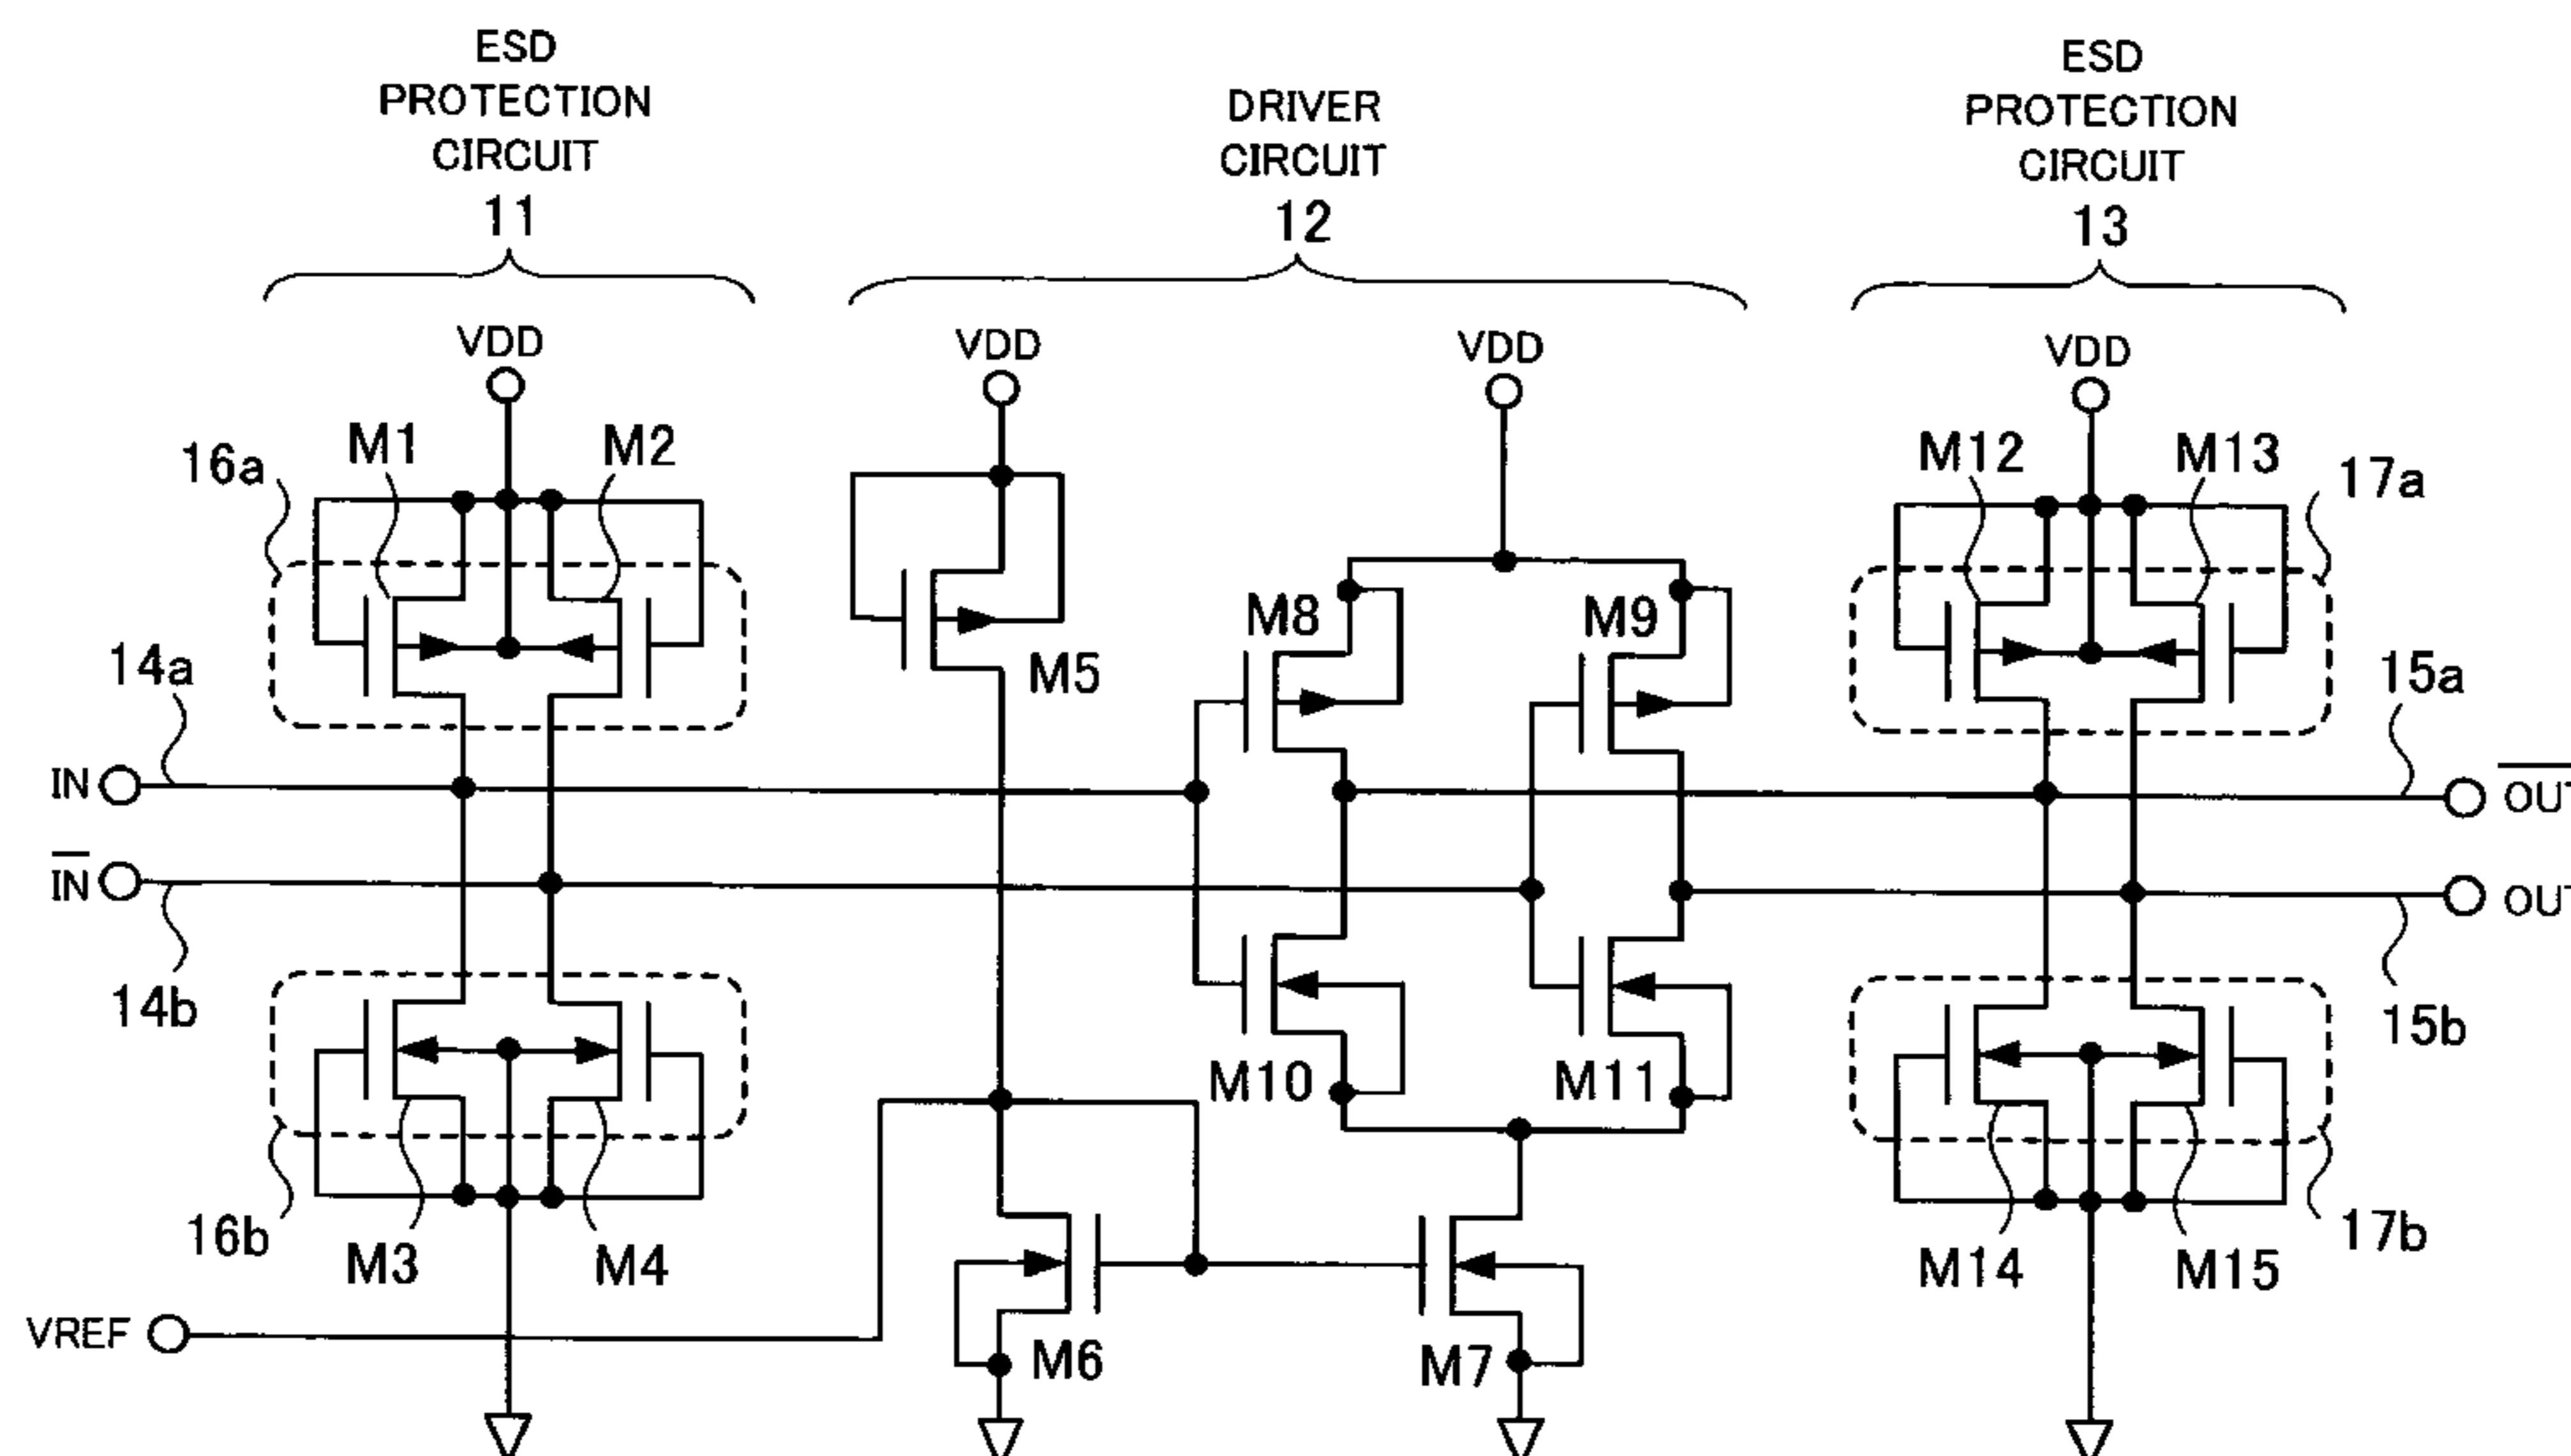 ESD
PROTECTION
CIRCUIT
11
DRIVER
CIRCUIT
12
ESD
PROTECTION
CIRCUIT
13
VDD
VDD
VDD
VDD
16a
M1
M2
M12
M13
17a
M8
M9
M5
14a
15a
IN
OUT
IN
OUT
14b
15b
M10
M11
16b
M3
M4
M14
M15
17b
VREF
M6
M7